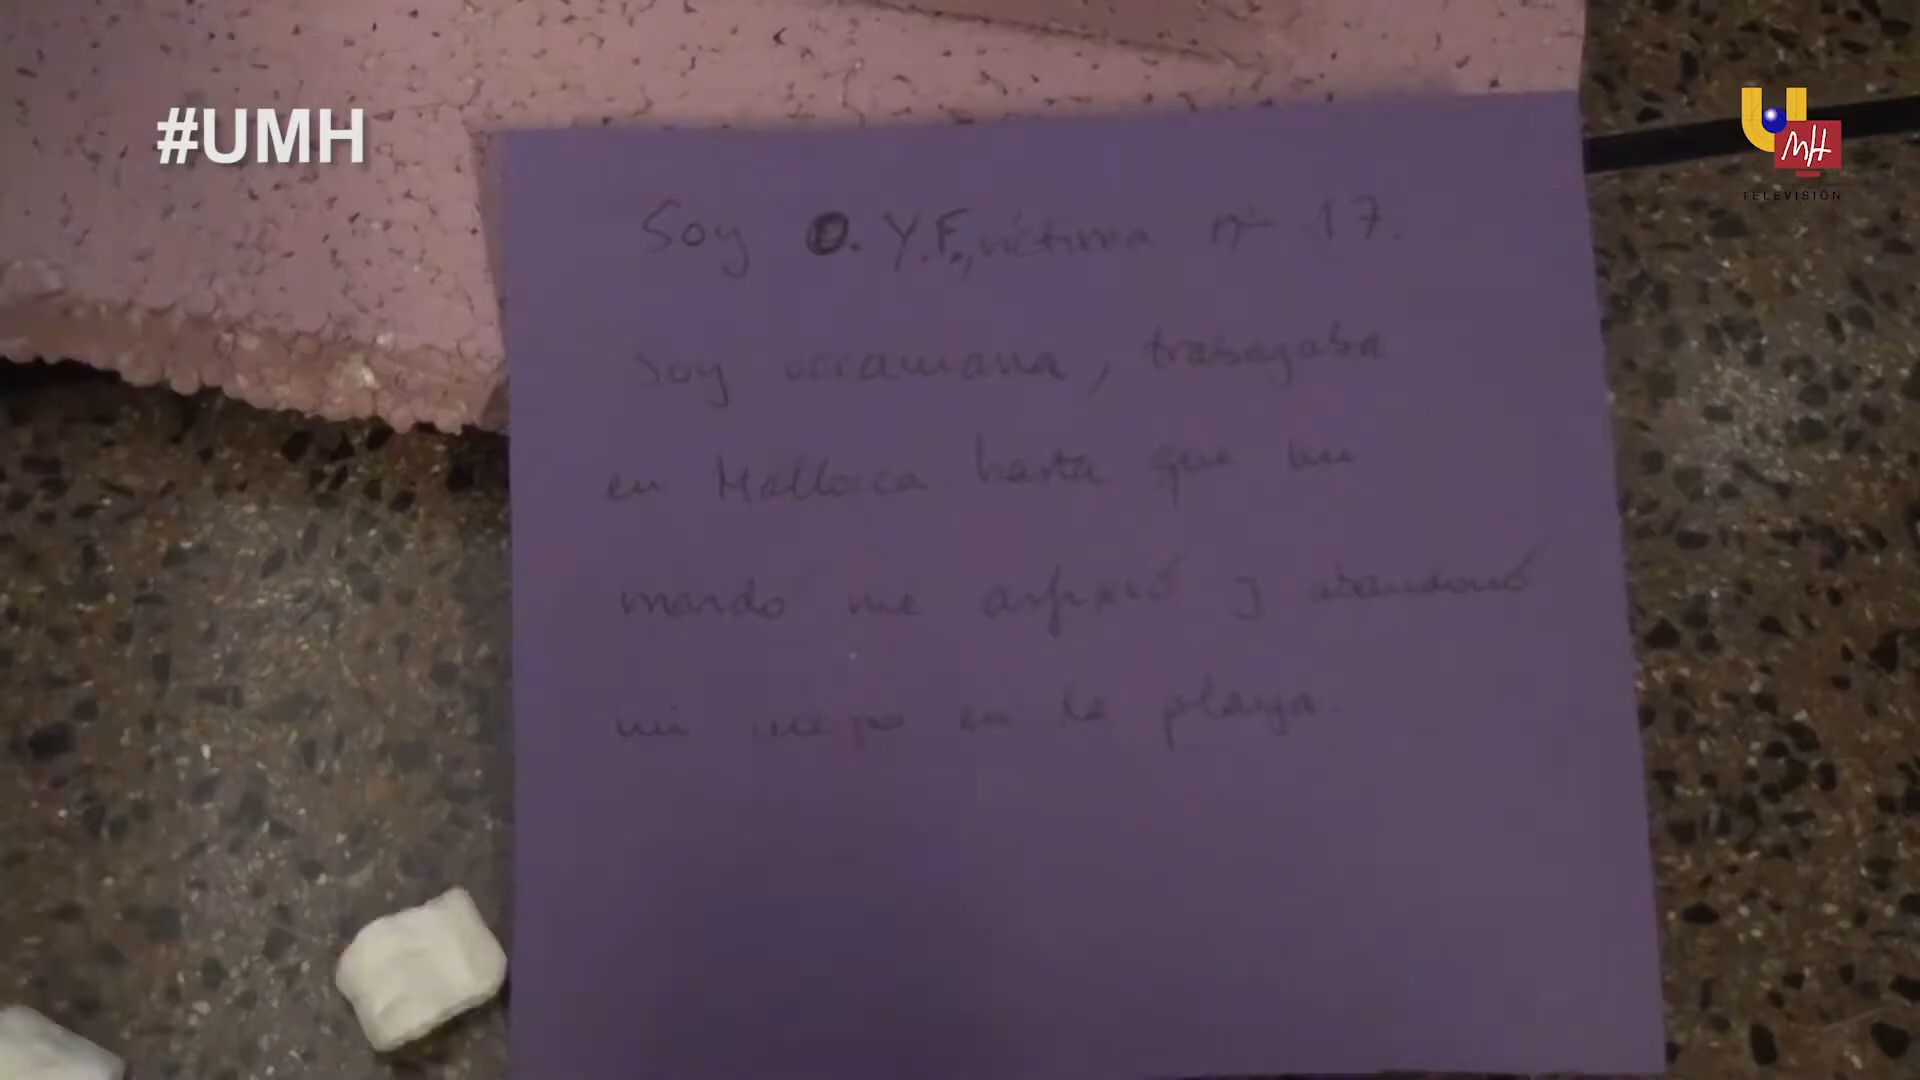 #UMH
UMH
TELEVISIÓN
Soy O. Y.F., víctima nº 17.
Soy ucraniana, trabajaba
en Mallorca hasta que mi
marido me asfixió y abandonó
mi cuerpo en la playa.